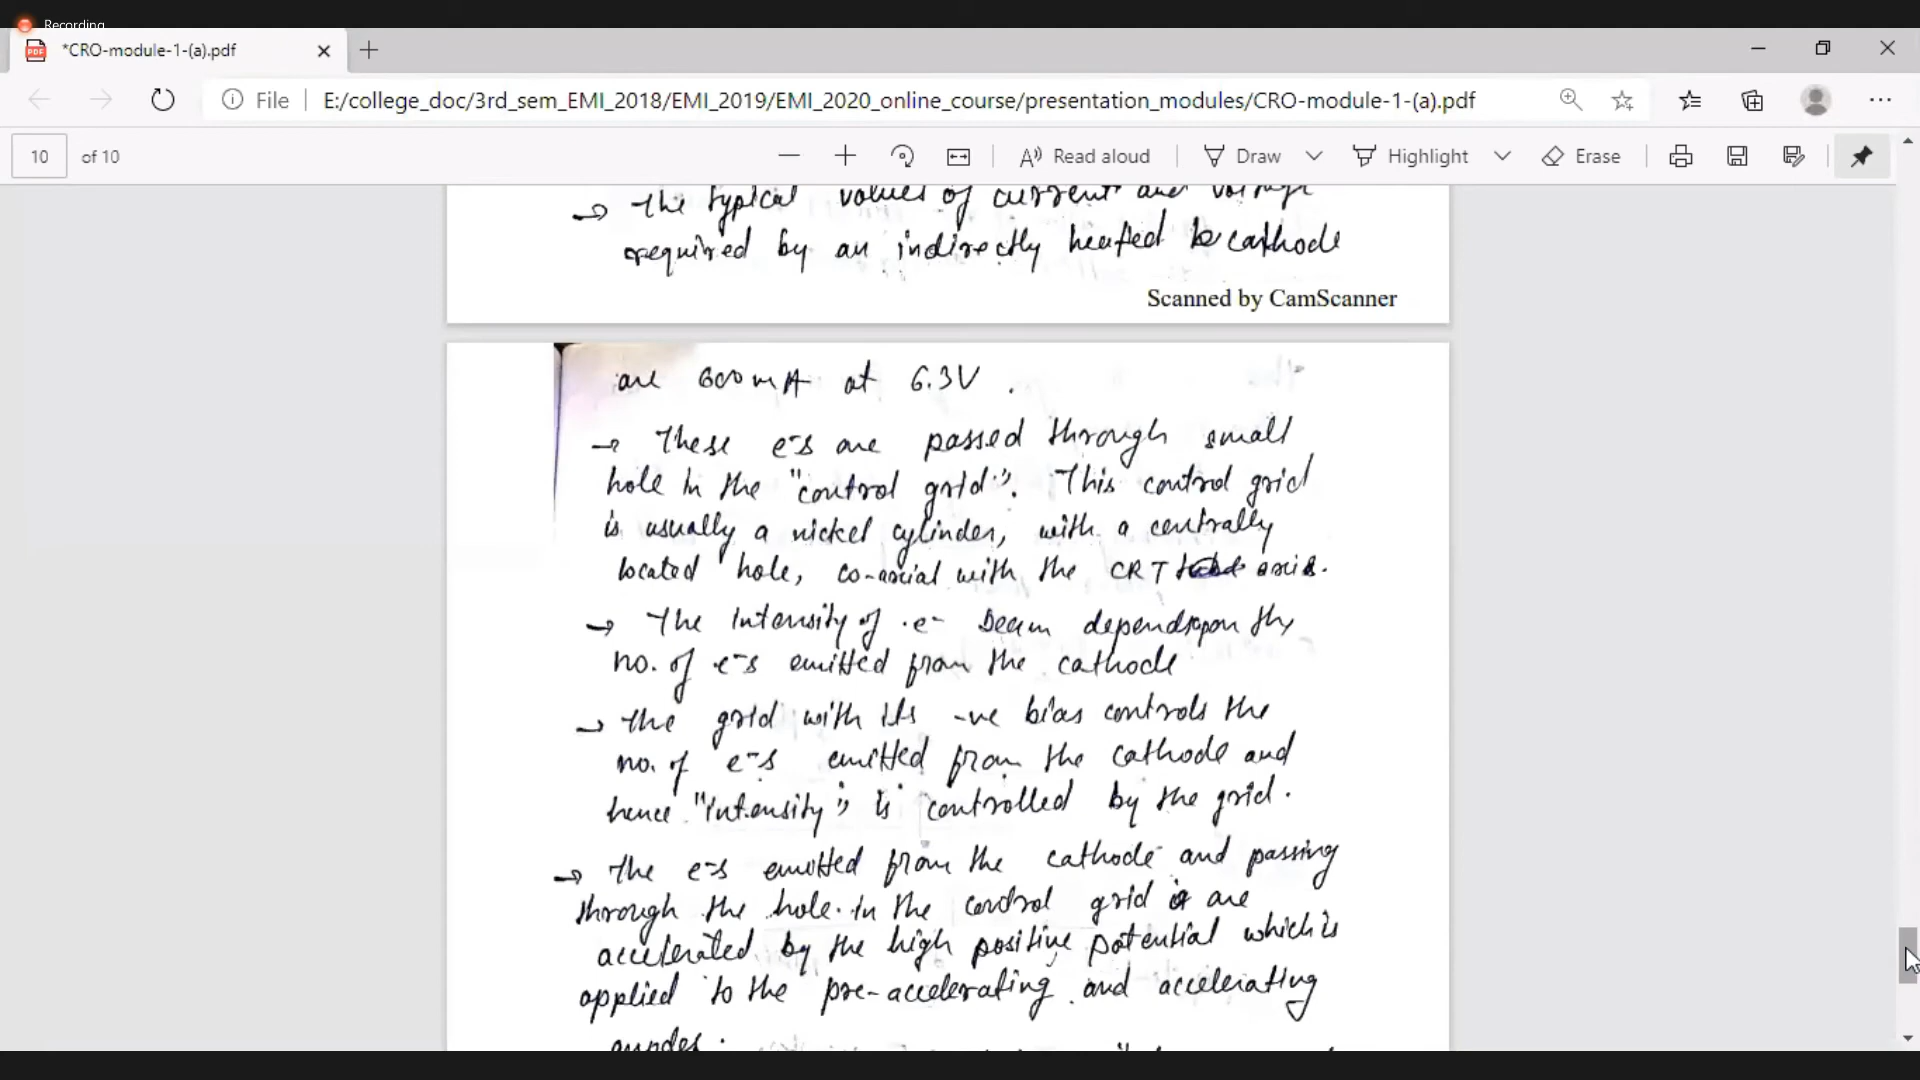 Recording
*CRO-module-1-(a).pdf
File
E:/college_doc/3rd_sem_EMI_2018/EMI_2019/EMI_2020_online_course/presentation_modules/CRO-module-1-(a).pdf
10 of 10
Read aloud
Draw
Highlight
Erase
→ The typical values of current and voltage
required by an indirectly heated cathode
Scanned by CamScanner
are 600mA at 6.3V.
→ These e-s are passed through small
hole in the "control grid". This control grid
is usually a nickel cylinder, with a centrally
located hole, co-axial with the CRT axis.
→ The Intensity of e- beam depends upon the
no. of e-s emitted from the cathode
→ The grid with its -ve bias controls the
no. of e-s emitted from the cathode and
hence "intensity" is controlled by the grid.
→ The e-s emitted from the cathode and passing
through the hole in the control grid are
accelerated by the high positive potential which is
applied to the pre-accelerating and accelerating
anodes.